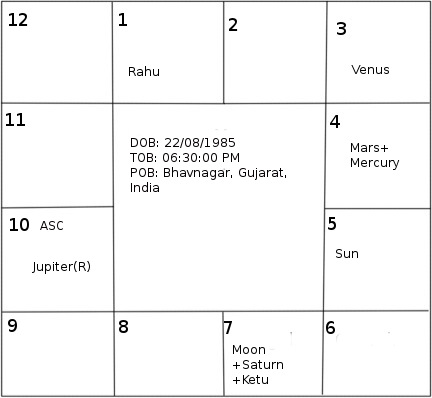 12
1
2
3
Rahu
Venus
11
4
DOB: 22/08/1985
TOB: 06:30:00 PM
POB: Bhavnagar, Gujarat,
India
Mars+
Mercury
10 ASC
5
Jupiter(R)
Sun
9
8
7
6
Moon
+Saturn
+Ketu